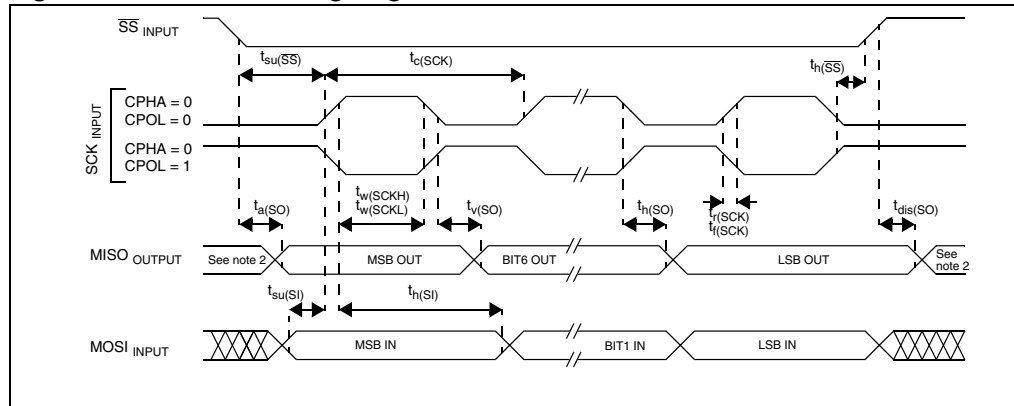 SS INPUT
tsu(SS)
tc(SCK)
th(SS)
SCK INPUT
CPHA = 0
CPOL = 0
CPHA = 0
CPOL = 1
ta(SO)
tw(SCKH)
tw(SCKL)
tv(SO)
th(SO)
tr(SCK)
tf(SCK)
tdis(SO)
MISO OUTPUT
See note 2
MSB OUT
BIT6 OUT
LSB OUT
See
note 2
tsu(SI)
th(SI)
MOSI INPUT
MSB IN
BIT1 IN
LSB IN